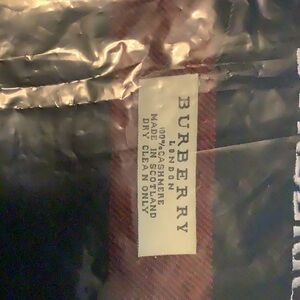 BURBERRY
LONDON
100% CASHMERE
MADE IN SCOTLAND
DRY CLEAN ONLY